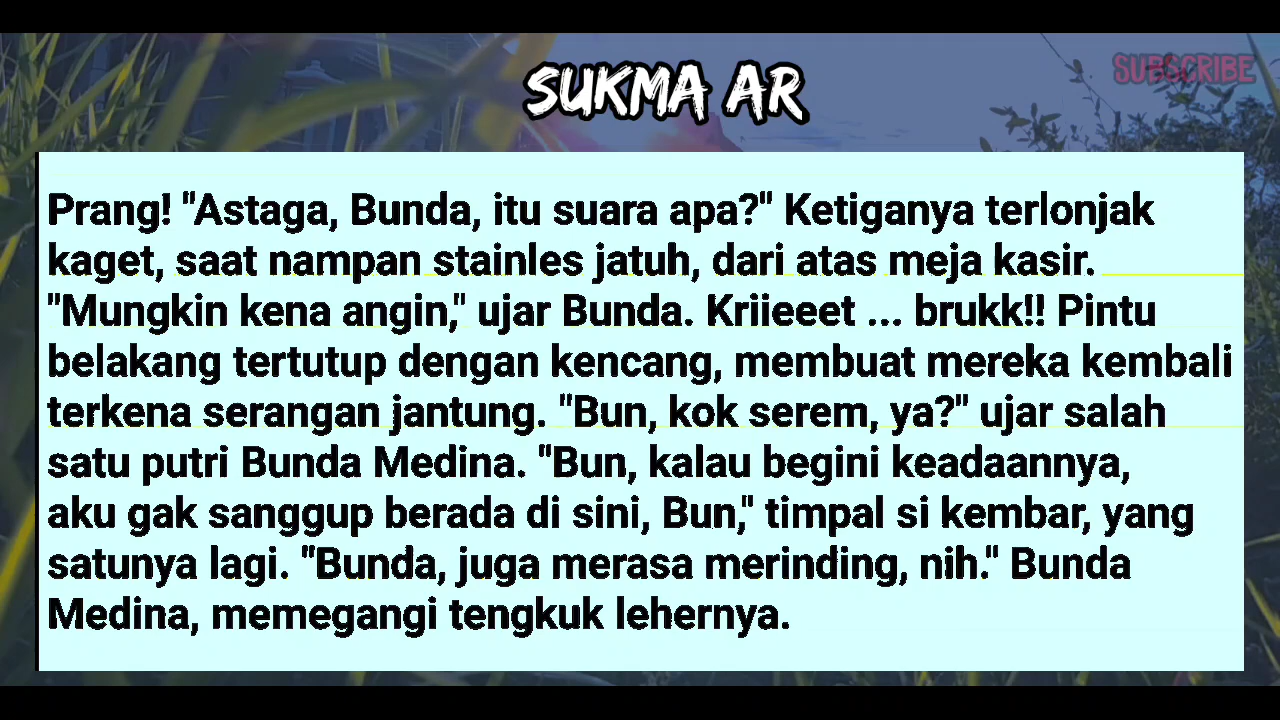 SUKMA AR
SUBSCRIBE
Prang! "Astaga, Bunda, itu suara apa?" Ketiganya terlonjak
kaget, saat nampan stainles jatuh, dari atas meja kasir.
"Mungkin kena angin," ujar Bunda. Kriieeet ... brukk!! Pintu
belakang tertutup dengan kencang, membuat mereka kembali
terkena serangan jantung. "Bun, kok serem, ya?" ujar salah
satu putri Bunda Medina. "Bun, kalau begini keadaannya,
aku gak sanggup berada di sini, Bun," timpal si kembar, yang
satunya lagi. "Bunda, juga merasa merinding, nih." Bunda
Medina, memegangi tengkuk lehernya.